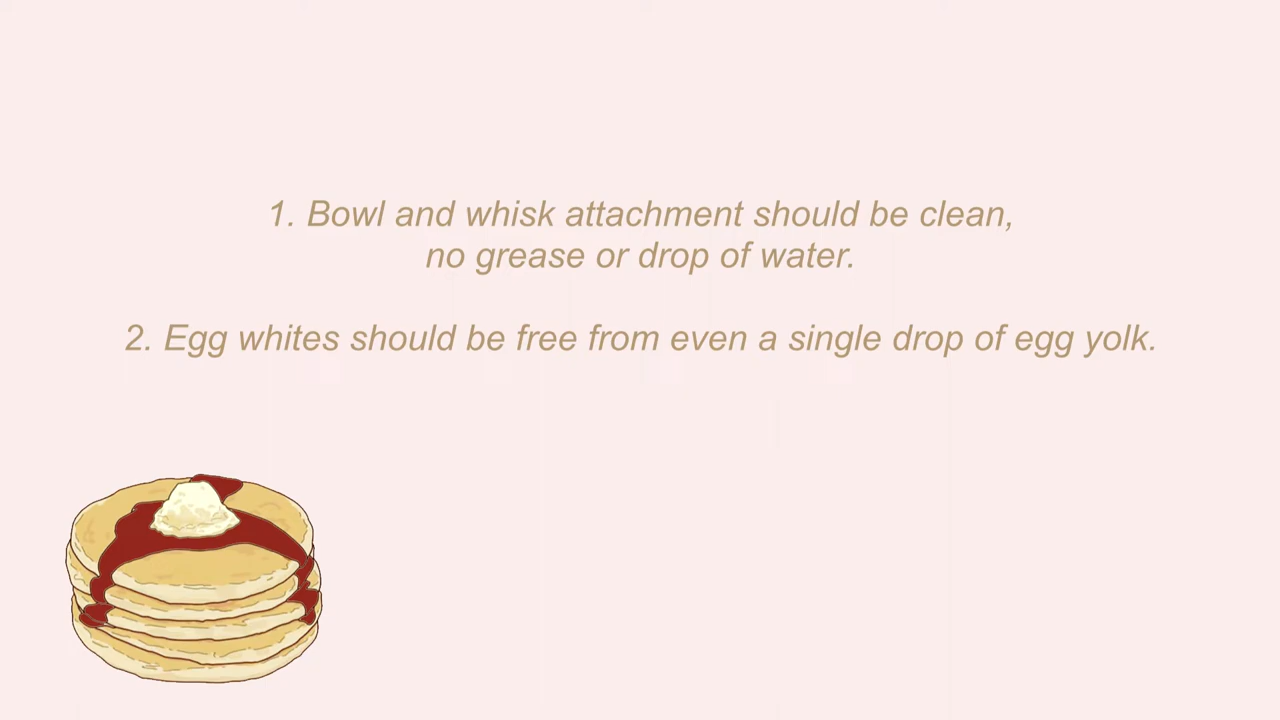 1. Bowl and whisk attachment should be clean,
no grease or drop of water.
2. Egg whites should be free from even a single drop of egg yolk.